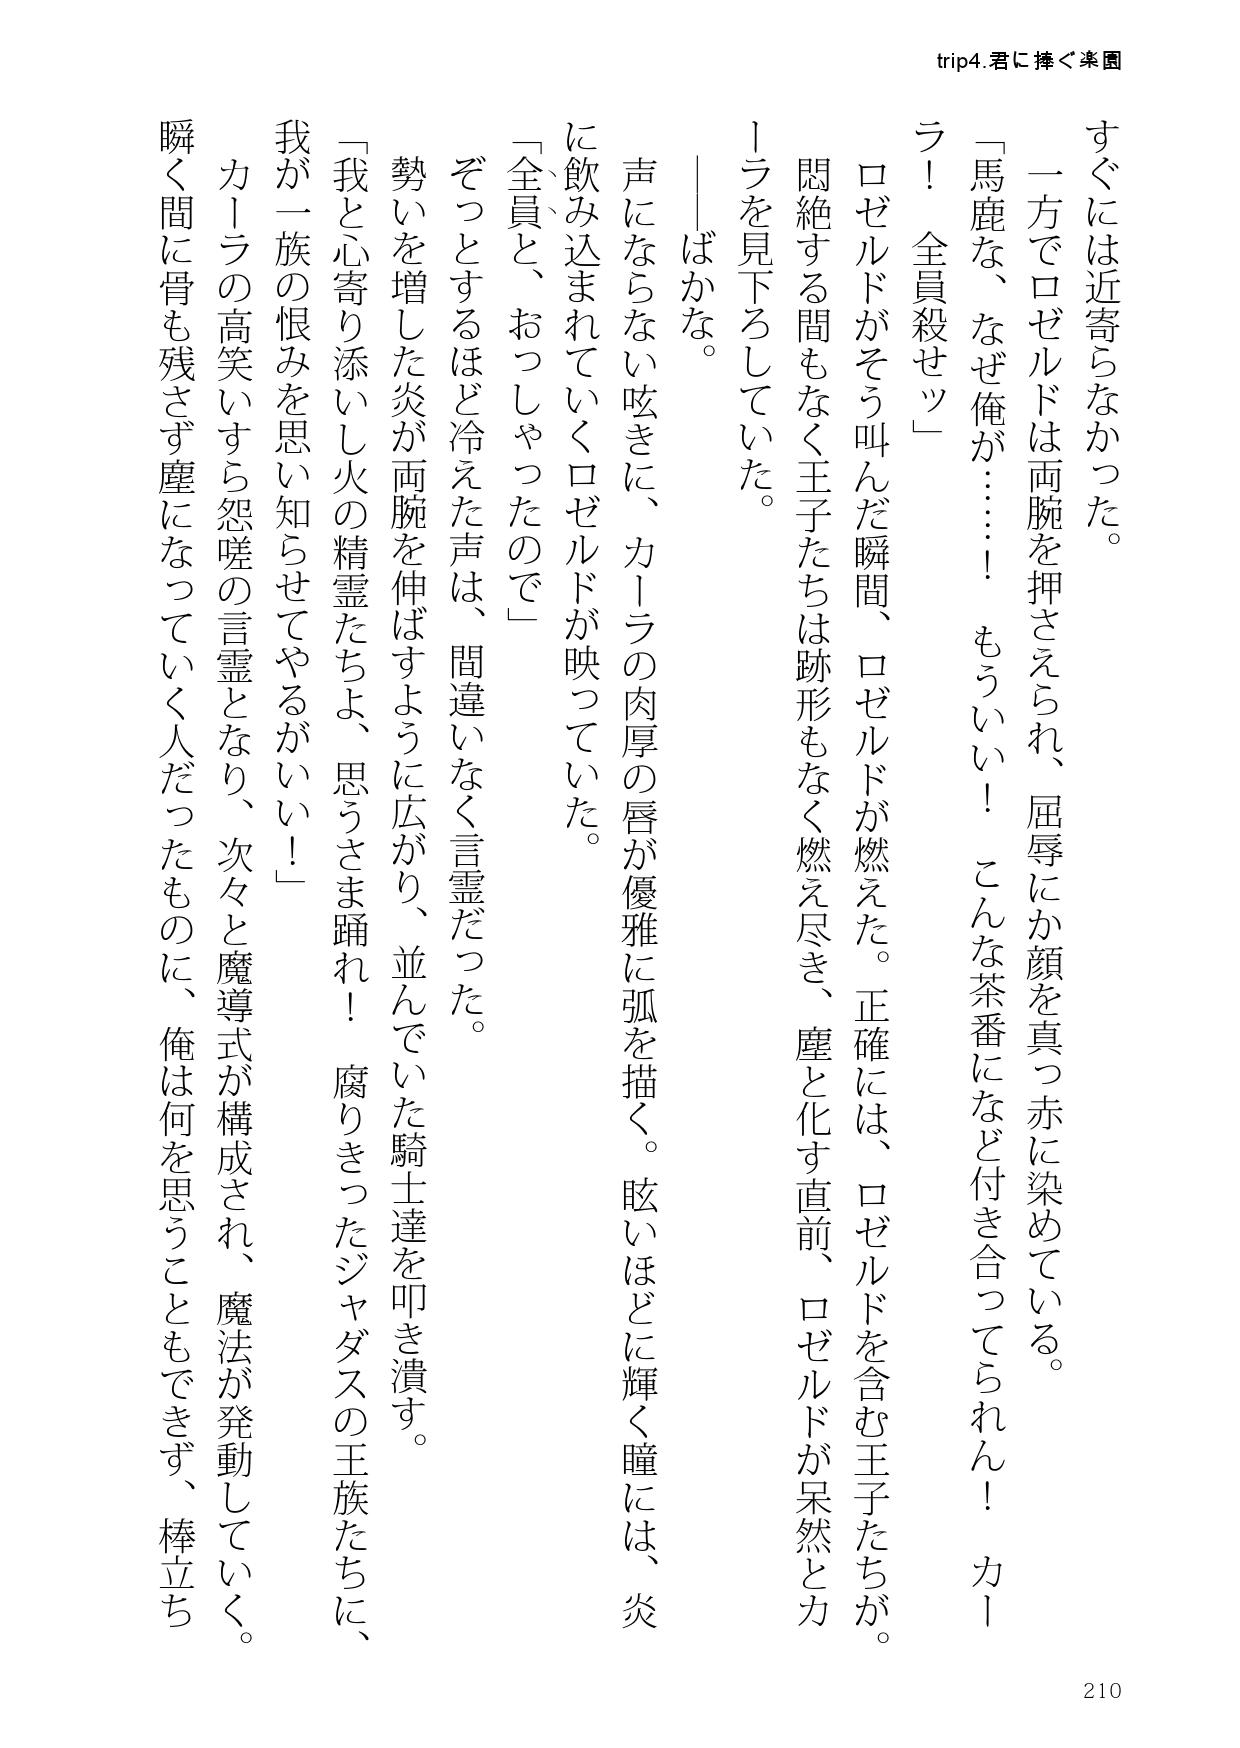 trip4.君に捧ぐ楽園
すぐには近寄らなかった。
　一方でロゼルドは両腕を押さえられ、屈辱にか顔を真っ赤に染めている。
「馬鹿な、なぜ俺が……！　もういい！　こんな茶番になど付き合ってられん！　カー
ラ！　全員殺せッ」
　ロゼルドがそう叫んだ瞬間、ロゼルドが燃えた。正確には、ロゼルドを含む王子たちが。
　悶絶する間もなく王子たちは跡形もなく燃え尽き、塵と化す直前、ロゼルドが呆然とカ
ーラを見下ろしていた。
　――ばかな。
　声にならない呟きに、カーラの肉厚の唇が優雅に弧を描く。眩いほどに輝く瞳には、炎
に飲み込まれていくロゼルドが映っていた。
「全員と、おっしゃったので」
　ぞっとするほど冷えた声は、間違いなく言霊だった。
　勢いを増した炎が両腕を伸ばすように広がり、並んでいた騎士達を叩き潰す。
「我と心寄り添いし火の精霊たちよ、思うさま踊れ！　腐りきったジャダスの王族たちに、
我が一族の恨みを思い知らせてやるがいい！」
　カーラの高笑いすら怨嗟の言霊となり、次々と魔導式が構成され、魔法が発動していく。
瞬く間に骨も残さず塵になっていく人だったものに、俺は何を思うこともできず、棒立ち
210